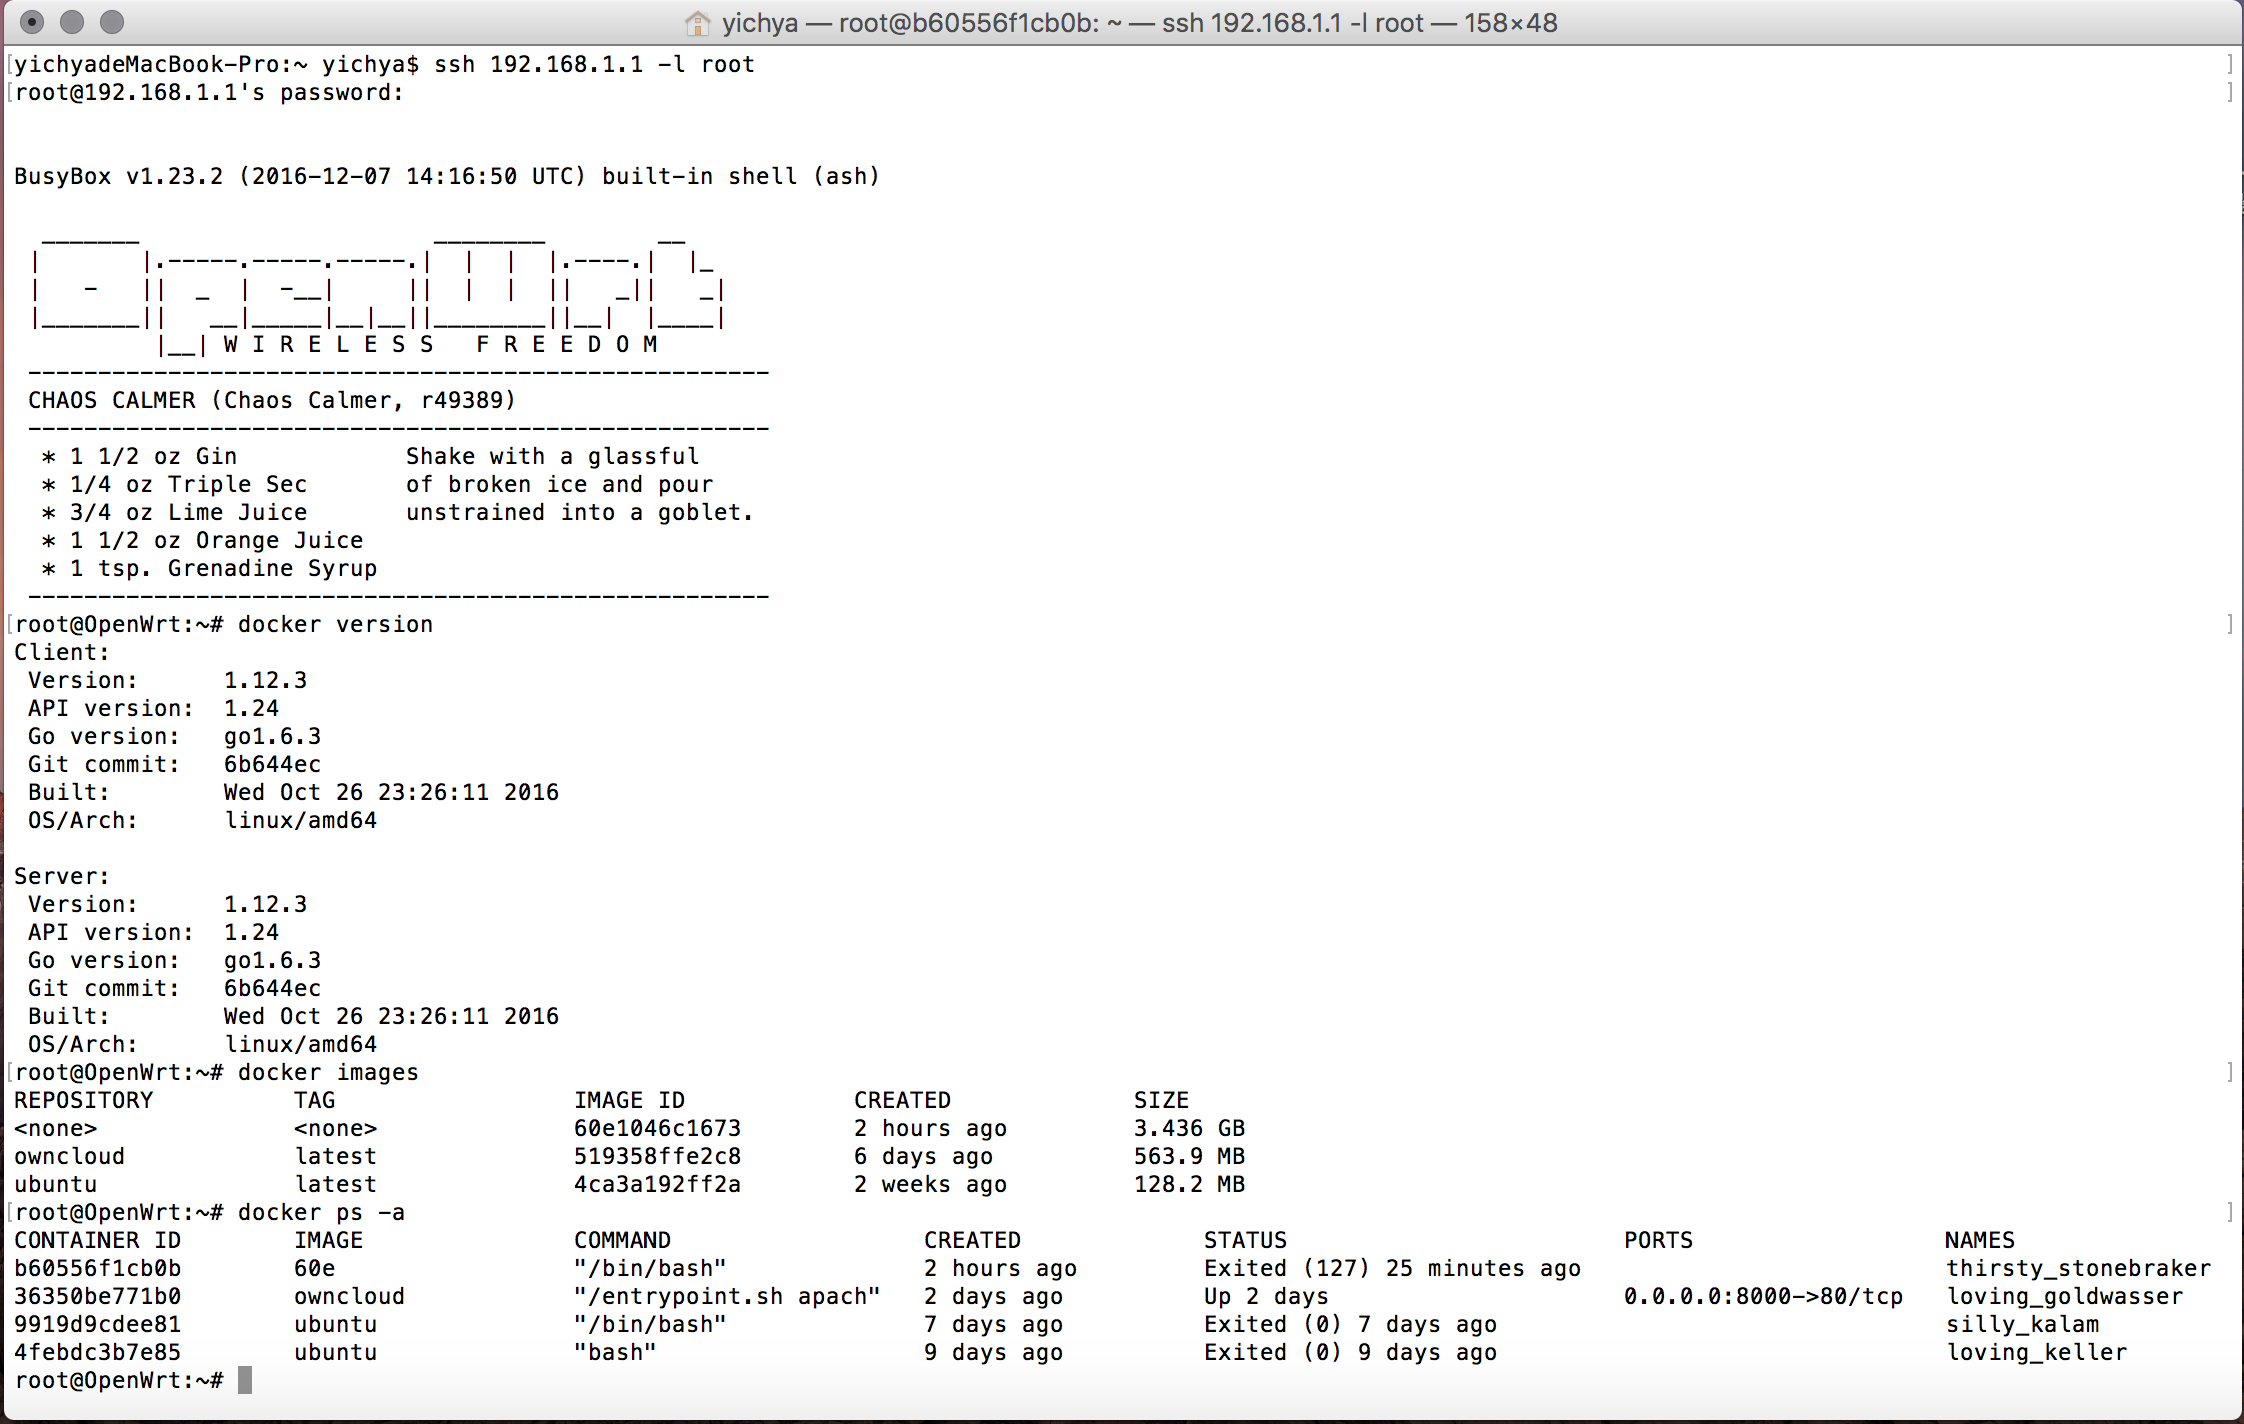 yichya — root@b60556f1cb0b: ~ — ssh 192.168.1.1 -l root — 158×48
[yichyadeMacBook-Pro:~ yichya$ ssh 192.168.1.1 -l root ]
[root@192.168.1.1's password: ]
BusyBox v1.23.2 (2016-12-07 14:16:50 UTC) built-in shell (ash)
  _______                     ________        __
 |       |.-----.-----.-----.|  |  |  |.----.|  |_
 |   -   ||  _  |  -__|     ||  |  |  ||   _||   _|
 |_______||   __|_____|__|__||________||__|  |____|
          |__| W I R E L E S S   F R E E D O M
 -----------------------------------------------------
 CHAOS CALMER (Chaos Calmer, r49389)
 -----------------------------------------------------
  * 1 1/2 oz Gin            Shake with a glassful
  * 1/4 oz Triple Sec       of broken ice and pour
  * 3/4 oz Lime Juice       unstrained into a goblet.
  * 1 1/2 oz Orange Juice
  * 1 tsp. Grenadine Syrup
 -----------------------------------------------------
[root@OpenWrt:~# docker version ]
Client:
 Version:      1.12.3
 API version:  1.24
 Go version:   go1.6.3
 Git commit:   6b644ec
 Built:        Wed Oct 26 23:26:11 2016
 OS/Arch:      linux/amd64
Server:
 Version:      1.12.3
 API version:  1.24
 Go version:   go1.6.3
 Git commit:   6b644ec
 Built:        Wed Oct 26 23:26:11 2016
 OS/Arch:      linux/amd64
[root@OpenWrt:~# docker images ]
REPOSITORY          TAG                 IMAGE ID            CREATED             SIZE
<none>              <none>              60e1046c1673        2 hours ago         3.436 GB
owncloud            latest              519358ffe2c8        6 days ago          563.9 MB
ubuntu              latest              4ca3a192ff2a        2 weeks ago         128.2 MB
[root@OpenWrt:~# docker ps -a ]
CONTAINER ID        IMAGE               COMMAND                  CREATED             STATUS                        PORTS                  NAMES
b60556f1cb0b        60e                 "/bin/bash"              2 hours ago         Exited (127) 25 minutes ago                          thirsty_stonebraker
36350be771b0        owncloud            "/entrypoint.sh apach"   2 days ago          Up 2 days                     0.0.0.0:8000->80/tcp   loving_goldwasser
9919d9cdee81        ubuntu              "/bin/bash"              7 days ago          Exited (0) 7 days ago                                silly_kalam
4febdc3b7e85        ubuntu              "bash"                   9 days ago          Exited (0) 9 days ago                                loving_keller
root@OpenWrt:~#